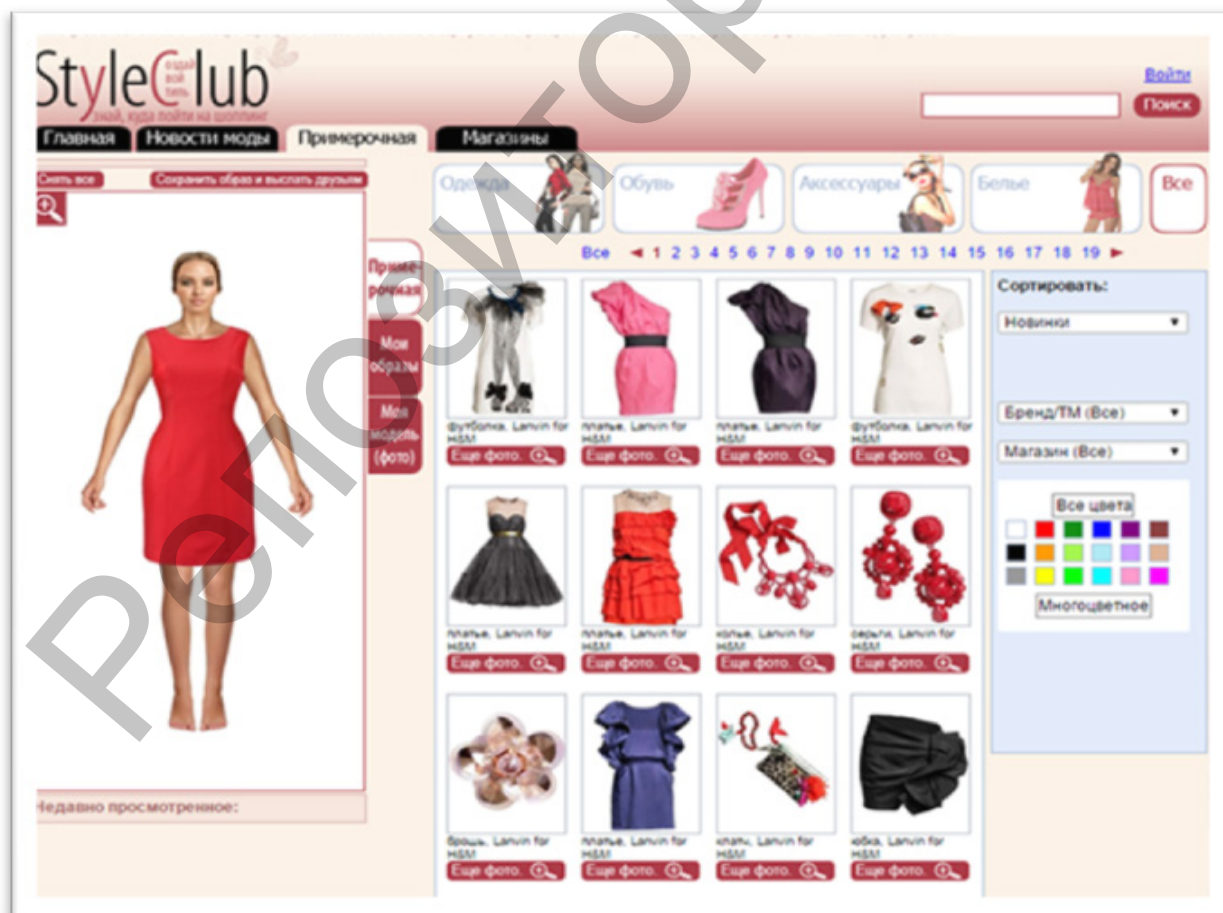 StyleClub
создай
свой
стиль
знай, куда пойти на шоппинг
Войти
Поиск
Главная
Новости моды
Примерочная
Магазины
Снять все
Сохранить образ и выслать друзьям
Одежда
Обувь
Аксессуары
Белье
Все
Все ◄ 1 2 3 4 5 6 7 8 9 10 11 12 13 14 15 16 17 18 19 ►
Приме-
рочная
Мои
образы
Моя
модель
(фото)
футболка, Lanvin for
H&M
Еще фото.
платье, Lanvin for
H&M
Еще фото.
платье, Lanvin for
H&M
Еще фото.
футболка, Lanvin for
H&M
Еще фото.
платье, Lanvin for
H&M
Еще фото.
платье, Lanvin for
H&M
Еще фото.
колье, Lanvin for
H&M
Еще фото.
серьги, Lanvin for
H&M
Еще фото.
брошь, Lanvin for
H&M
Еще фото.
платье, Lanvin for
H&M
Еще фото.
клатч, Lanvin for
H&M
Еще фото.
юбка, Lanvin for
H&M
Еще фото.
Сортировать:
Новинки
Бренд/ТМ (Все)
Магазин (Все)
Все цвета
Многоцветное
Недавно просмотренное:
Репозитор